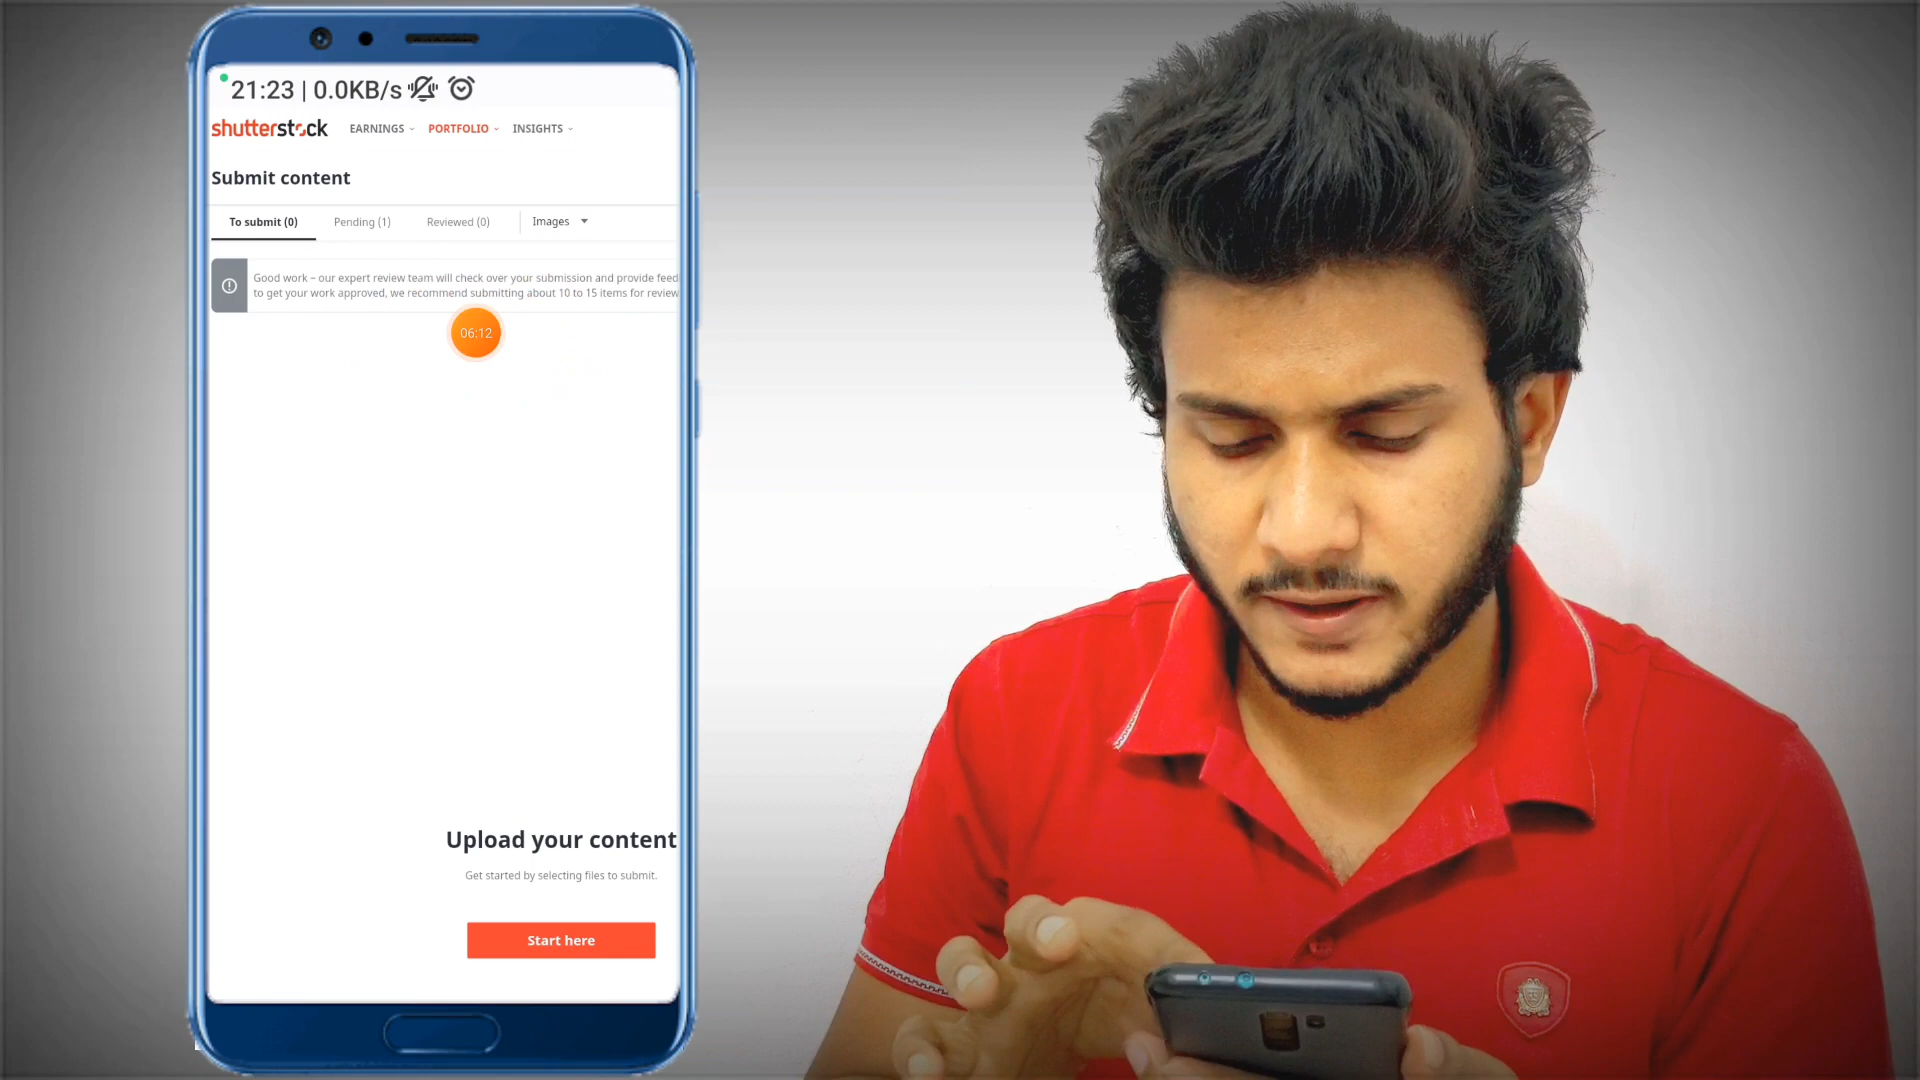 21:23 | 0.0KB/s
shutterstock EARNINGS PORTFOLIO INSIGHTS
Submit content
To submit (0) Pending (1) Reviewed (0) Images
Good work – our expert review team will check over your submission and provide feed
to get your work approved, we recommend submitting about 10 to 15 items for review
06:12
Upload your content
Get started by selecting files to submit.
Start here